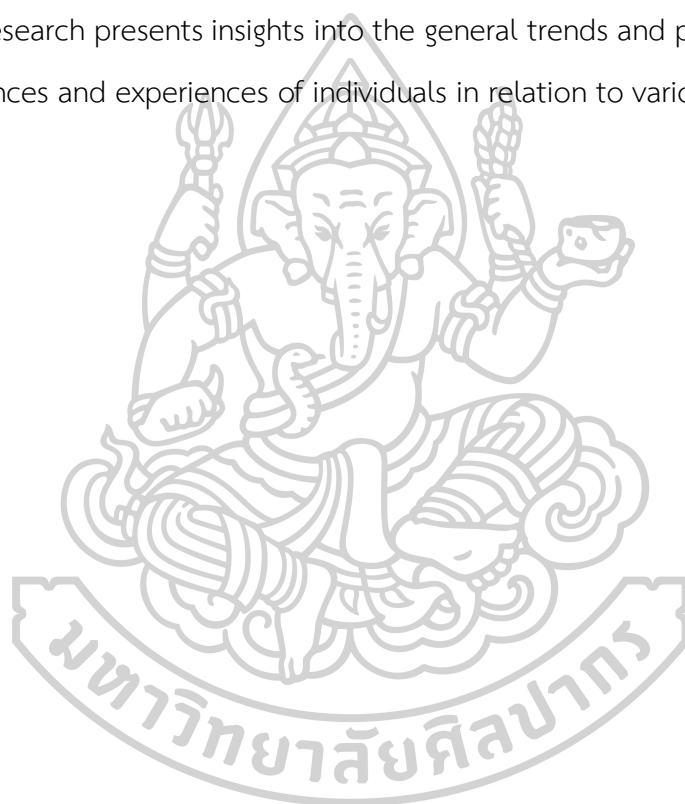 esearch presents insights into the general trends and p
nces and experiences of individuals in relation to vario
มหาวิทยาลัยศิลปากร